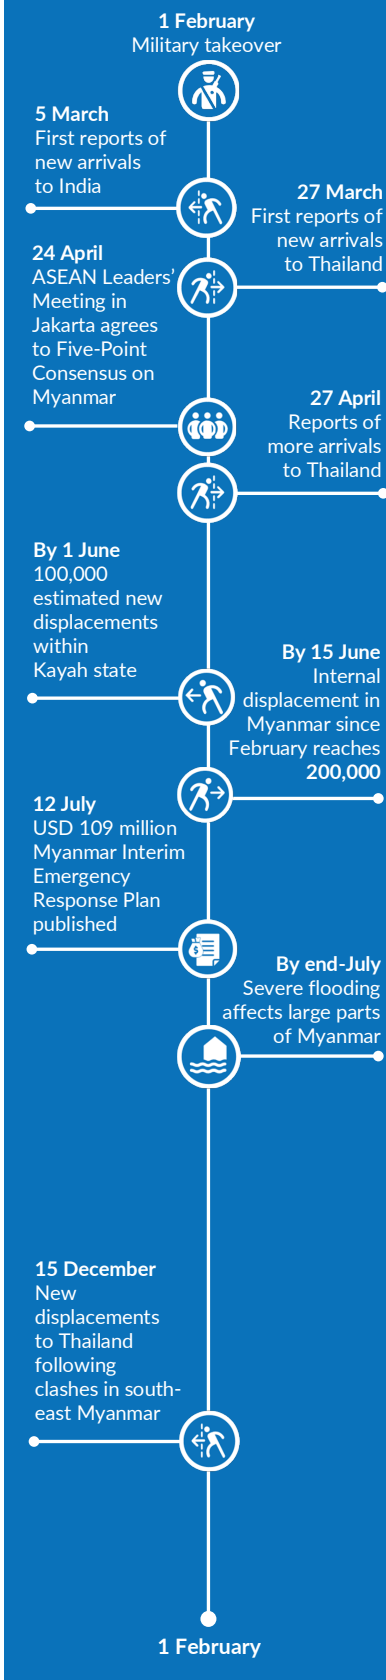 1 February
Military takeover
5 March
First reports of
new arrivals
to India
27 March
First reports of
new arrivals
to Thailand
24 April
ASEAN Leaders'
Meeting in
Jakarta agrees
to Five-Point
Consensus on
Myanmar
27 April
Reports of
more arrivals
to Thailand
By 1 June
100,000
estimated new
displacements
within
Kayah state
By 15 June
Internal
displacement in
Myanmar since
February reaches
200,000
12 July
USD 109 million
Myanmar Interim
Emergency
Response Plan
published
$
By end-July
Severe flooding
affects large parts
of Myanmar
15 December
New
displacements
to Thailand
following
clashes in south-
east Myanmar
1 February